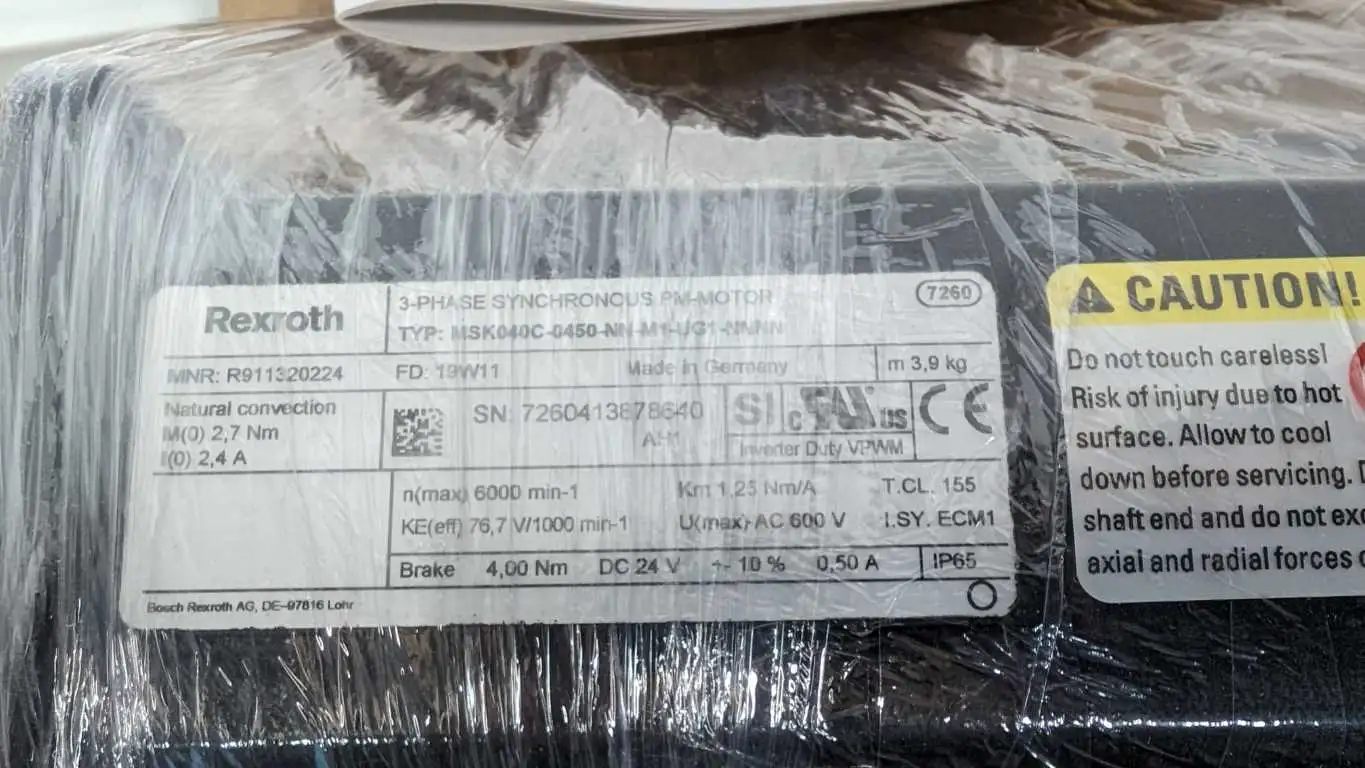 Rexroth
3-PHASE SYNCHRONOUS PM-MOTOR
7260
TYP: MSK040C-0450-NN-M1-UG1-NNNN
MNR: R911320224
FD: 19W11
Made in Germany
m 3,9 kg
Natural convection
M(0) 2,7 Nm
I(0) 2,4 A
SN: 7260413878640
AH1
c us
Inverter Duty VPWM
CE
n(max) 6000 min-1
Km 1,25 Nm/A
T.CL. 155
KE(eff) 76,7 V/1000 min-1
U(max) AC 600 V
I.SY. ECM1
Brake 4,00 Nm DC 24 V +- 10 % 0,50 A
IP65
Bosch Rexroth AG, DE-97816 Lohr
CAUTION!
Do not touch careless!
Risk of injury due to hot
surface. Allow to cool
down before servicing.
shaft end and do not exc
axial and radial forces